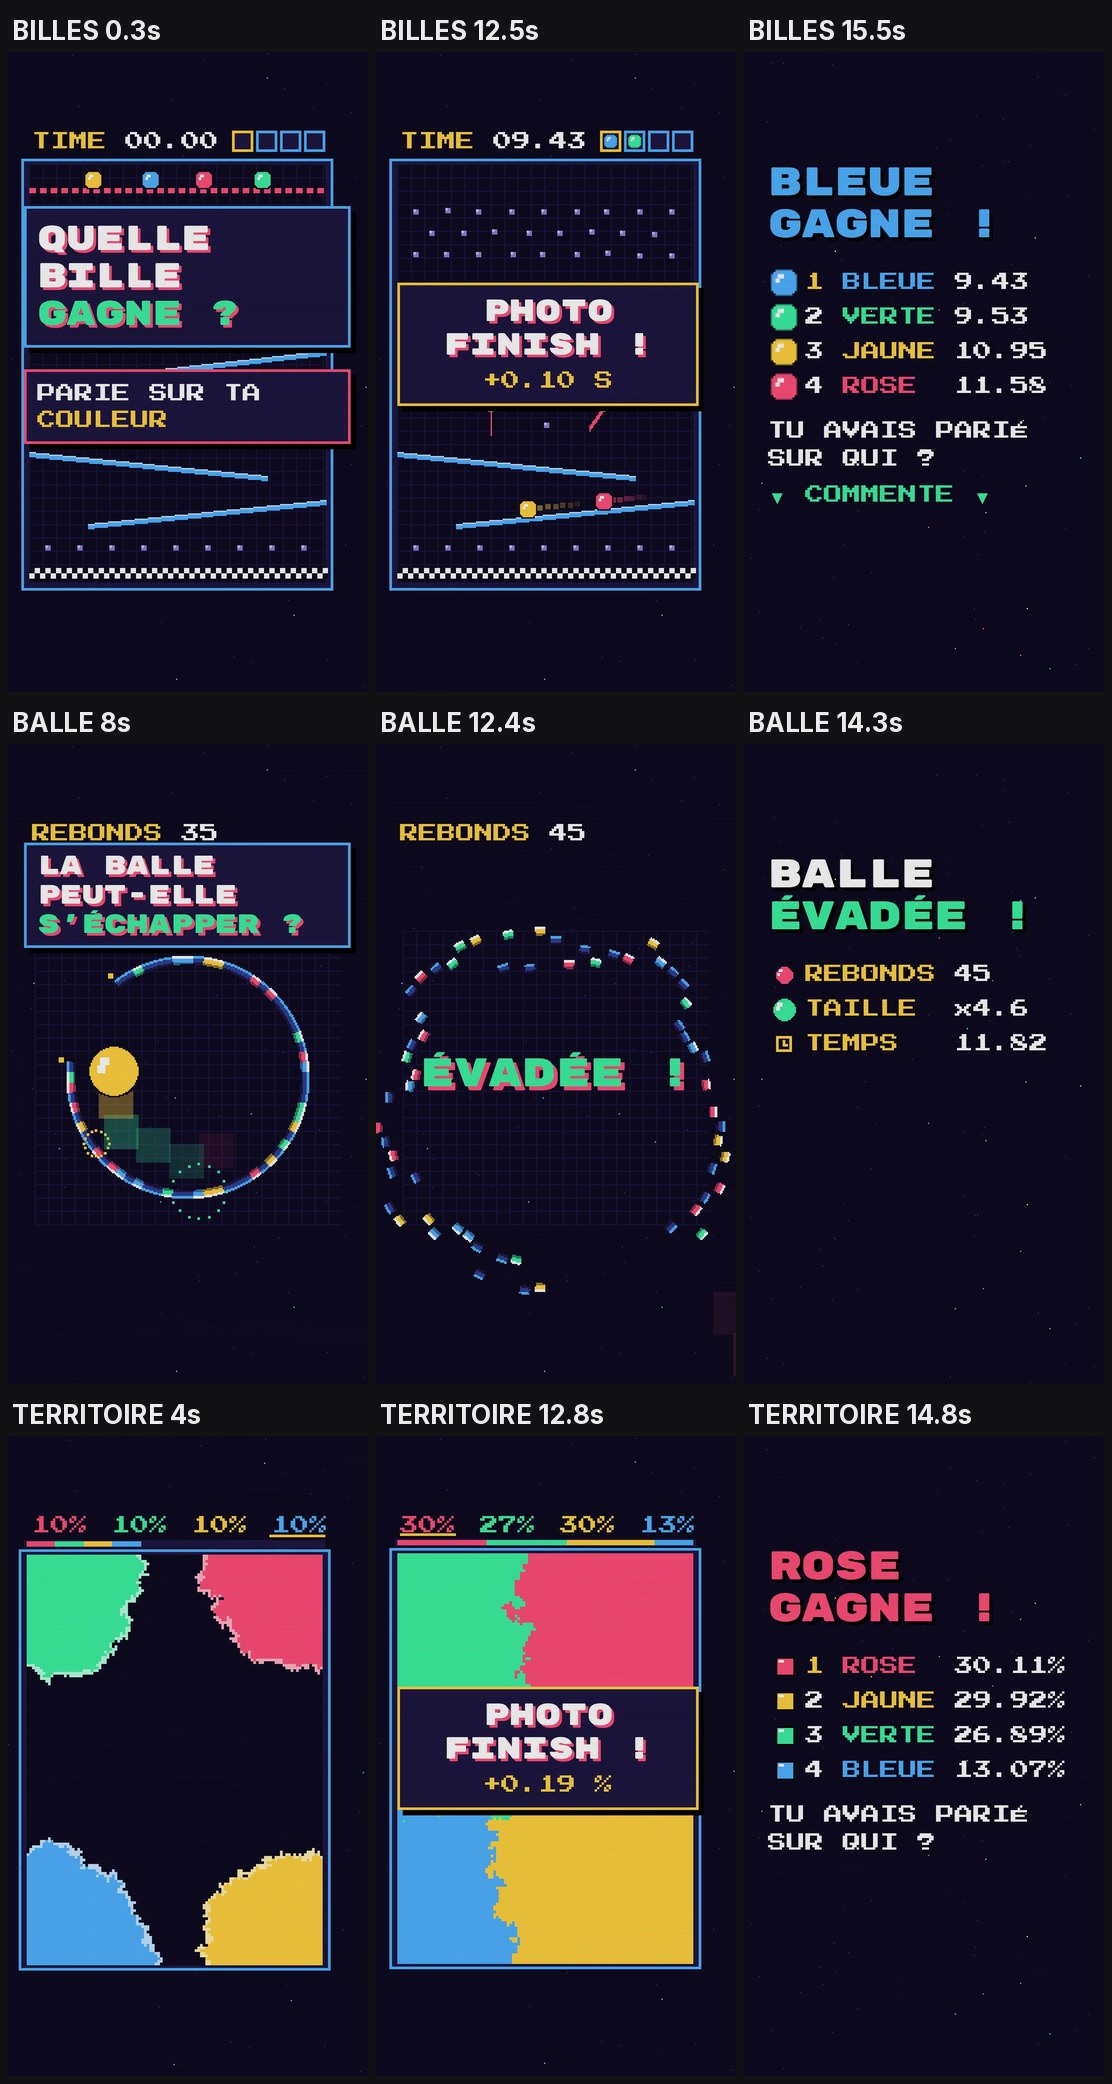 BILLES 0.3s
TIME 00.00
QUELLE
BILLE
GAGNE ?
PARIE SUR TA
COULEUR
BILLES 12.5s
TIME 09.43
PHOTO
FINISH !
+0.10 S
BILLES 15.5s
BLEUE
GAGNE !
1 BLEUE 9.43
2 VERTE 9.53
3 JAUNE 10.95
4 ROSE 11.58
TU AVAIS PARIÉ
SUR QUI ?
▼ COMMENTE ▼
BALLE 8s
REBONDS 35
LA BALLE
PEUT-ELLE
S'ÉCHAPPER ?
BALLE 12.4s
REBONDS 45
ÉVADÉE !
BALLE 14.3s
BALLE
ÉVADÉE !
REBONDS 45
TAILLE x4.6
TEMPS 11.82
TERRITOIRE 4s
10% 10% 10% 10%
TERRITOIRE 12.8s
30% 27% 30% 13%
PHOTO
FINISH !
+0.19 %
TERRITOIRE 14.8s
ROSE
GAGNE !
1 ROSE 30.11%
2 JAUNE 29.92%
3 VERTE 26.89%
4 BLEUE 13.07%
TU AVAIS PARIÉ
SUR QUI ?